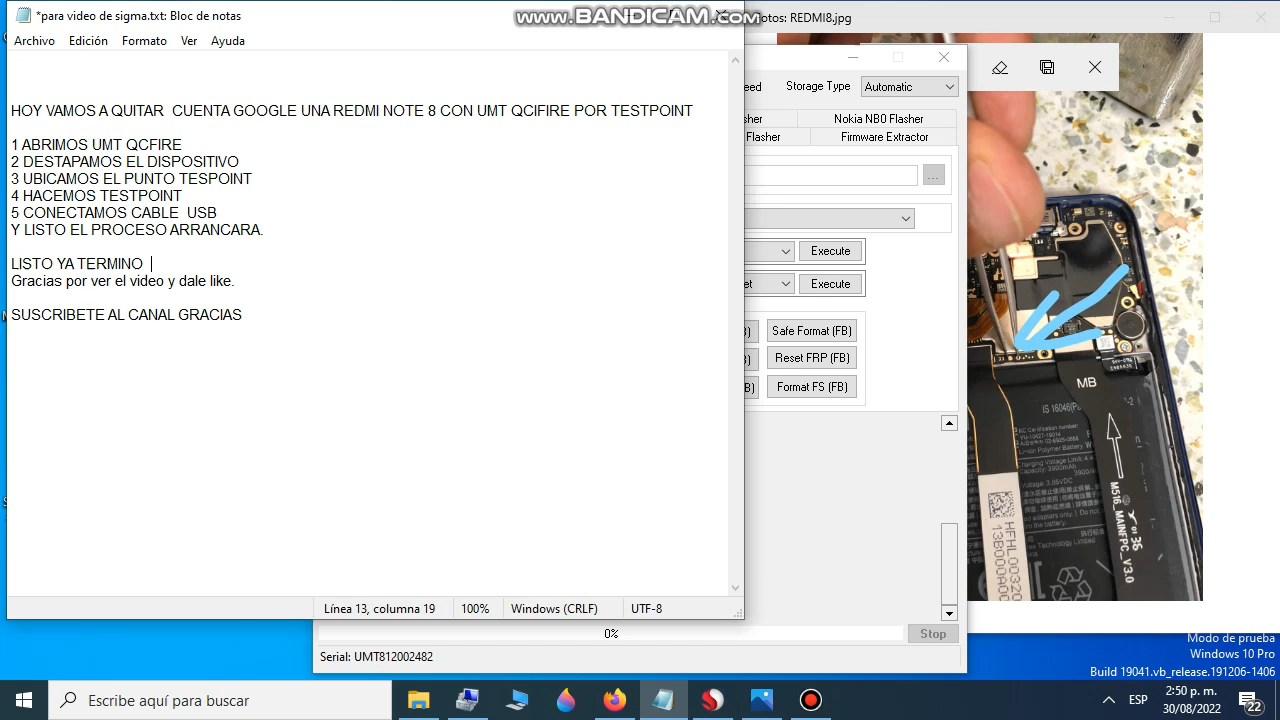 *para video de sigma.txt: Bloc de notas
www.BANDICAM.com
otos: REDMI8.jpg
Archivo Edición Formato Ver Ayuda
HOY VAMOS A QUITAR CUENTA GOOGLE UNA REDMI NOTE 8 CON UMT QCIFIRE POR TESTPOINT
1 ABRIMOS UMT QCFIRE
2 DESTAPAMOS EL DISPOSITIVO
3 UBICAMOS EL PUNTO TESPOINT
4 HACEMOS TESTPOINT
5 CONECTAMOS CABLE USB
Y LISTO EL PROCESO ARRANCARA.
LISTO YA TERMINO
Gracias por ver el video y dale like.
SUSCRIBETE AL CANAL GRACIAS
Línea 13, columna 19 100% Windows (CRLF) UTF-8
eed Storage Type Automatic
sher Nokia NB0 Flasher
Flasher Firmware Extractor
...
Execute
et Execute
B) Safe Format (FB)
B) Reset FRP (FB)
B) Format FS (FB)
0% Stop
Serial: UMT812002482
MB
M516_MAINFPC_V3.0
Modo de prueba
Windows 10 Pro
Build 19041.vb_release.191206-1406
Escribe aquí para buscar
ESP
2:50 p. m.
30/08/2022
22